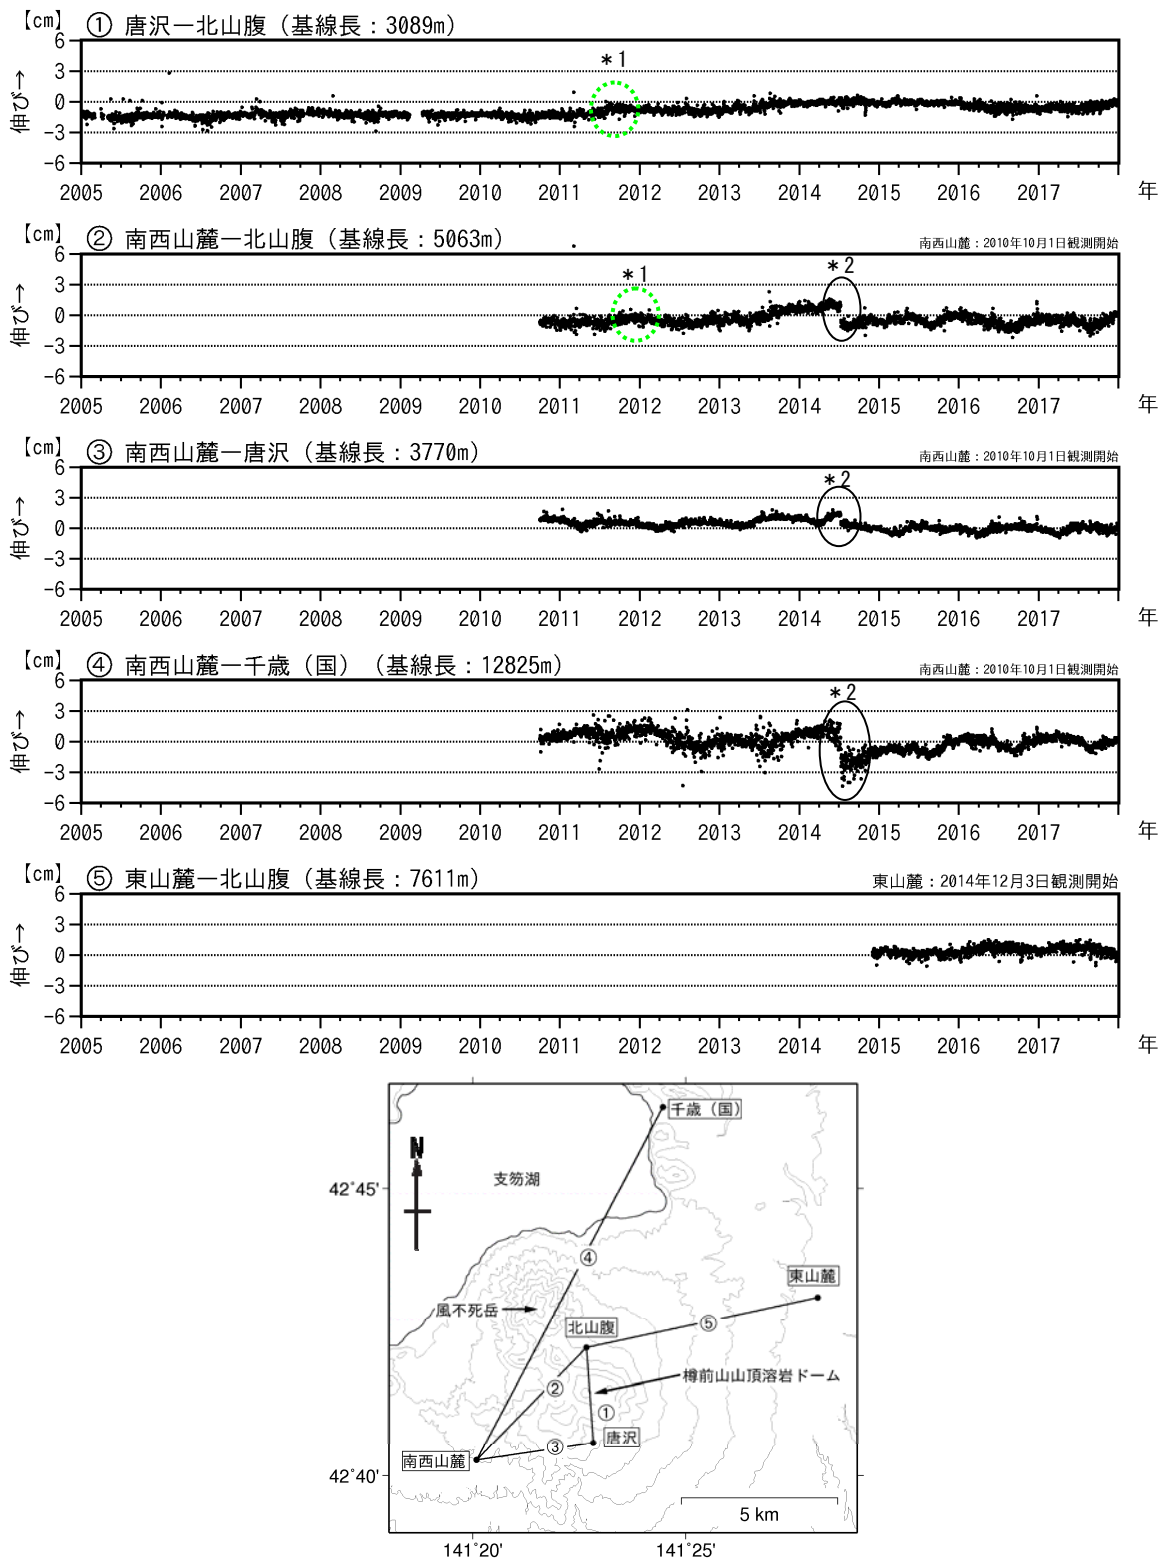 【cm】 ① 唐沢ー北山腹（基線長：3089m）
＊1
伸び→
6
3
0
-3
-6
2005 2006 2007 2008 2009 2010 2011 2012 2013 2014 2015 2016 2017 年
【cm】 ② 南西山麓ー北山腹（基線長：5063m） 南西山麓：2010年10月1日観測開始
＊1 ＊2
伸び→
6
3
0
-3
-6
2005 2006 2007 2008 2009 2010 2011 2012 2013 2014 2015 2016 2017 年
【cm】 ③ 南西山麓ー唐沢（基線長：3770m） 南西山麓：2010年10月1日観測開始
＊2
伸び→
6
3
0
-3
-6
2005 2006 2007 2008 2009 2010 2011 2012 2013 2014 2015 2016 2017 年
【cm】 ④ 南西山麓ー千歳（国）（基線長：12825m） 南西山麓：2010年10月1日観測開始
＊2
伸び→
6
3
0
-3
-6
2005 2006 2007 2008 2009 2010 2011 2012 2013 2014 2015 2016 2017 年
【cm】 ⑤ 東山麓ー北山腹（基線長：7611m） 東山麓：2014年12月3日観測開始
伸び→
6
3
0
-3
-6
2005 2006 2007 2008 2009 2010 2011 2012 2013 2014 2015 2016 2017 年
千歳（国）
N
支笏湖
42˚45'
④
東山麓
風不死岳
北山腹
⑤
樽前山山頂溶岩ドーム
②
①
唐沢
③
南西山麓
42˚40'
5 km
141˚20' 141˚25'